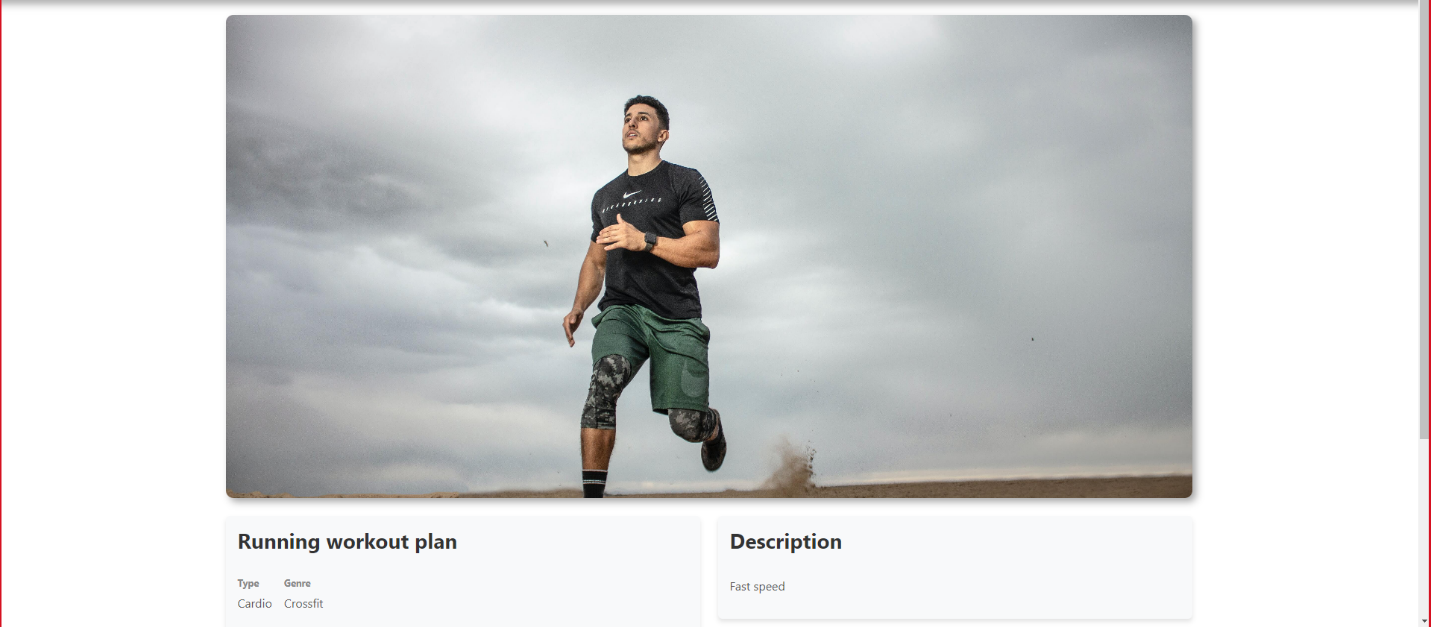 Running workout plan
Type Genre
Cardio Crossfit
Description
Fast speed